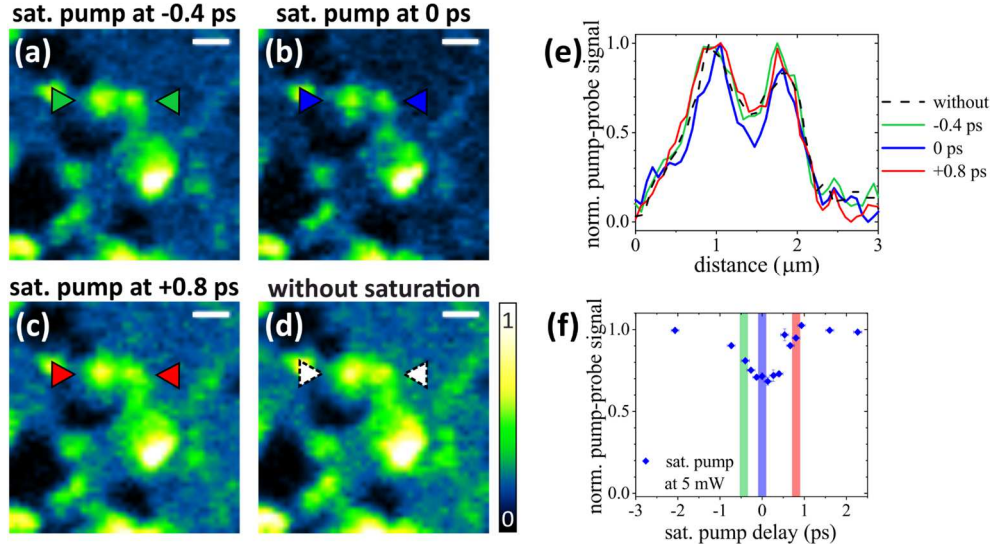 sat. pump at -0.4 ps
sat. pump at 0 ps
(a)
(b)
sat. pump at +0.8 ps
without saturation
(c)
(d)
1
0
(e)
norm. pump-probe signal
1.0
0.5
0.0
0
1
2
3
distance (μm)
without
-0.4 ps
0 ps
+0.8 ps
(f)
norm. pump-probe signal
1.0
0.5
0.0
sat. pump
at 5 mW
-3
-2
-1
0
1
2
sat. pump delay (ps)